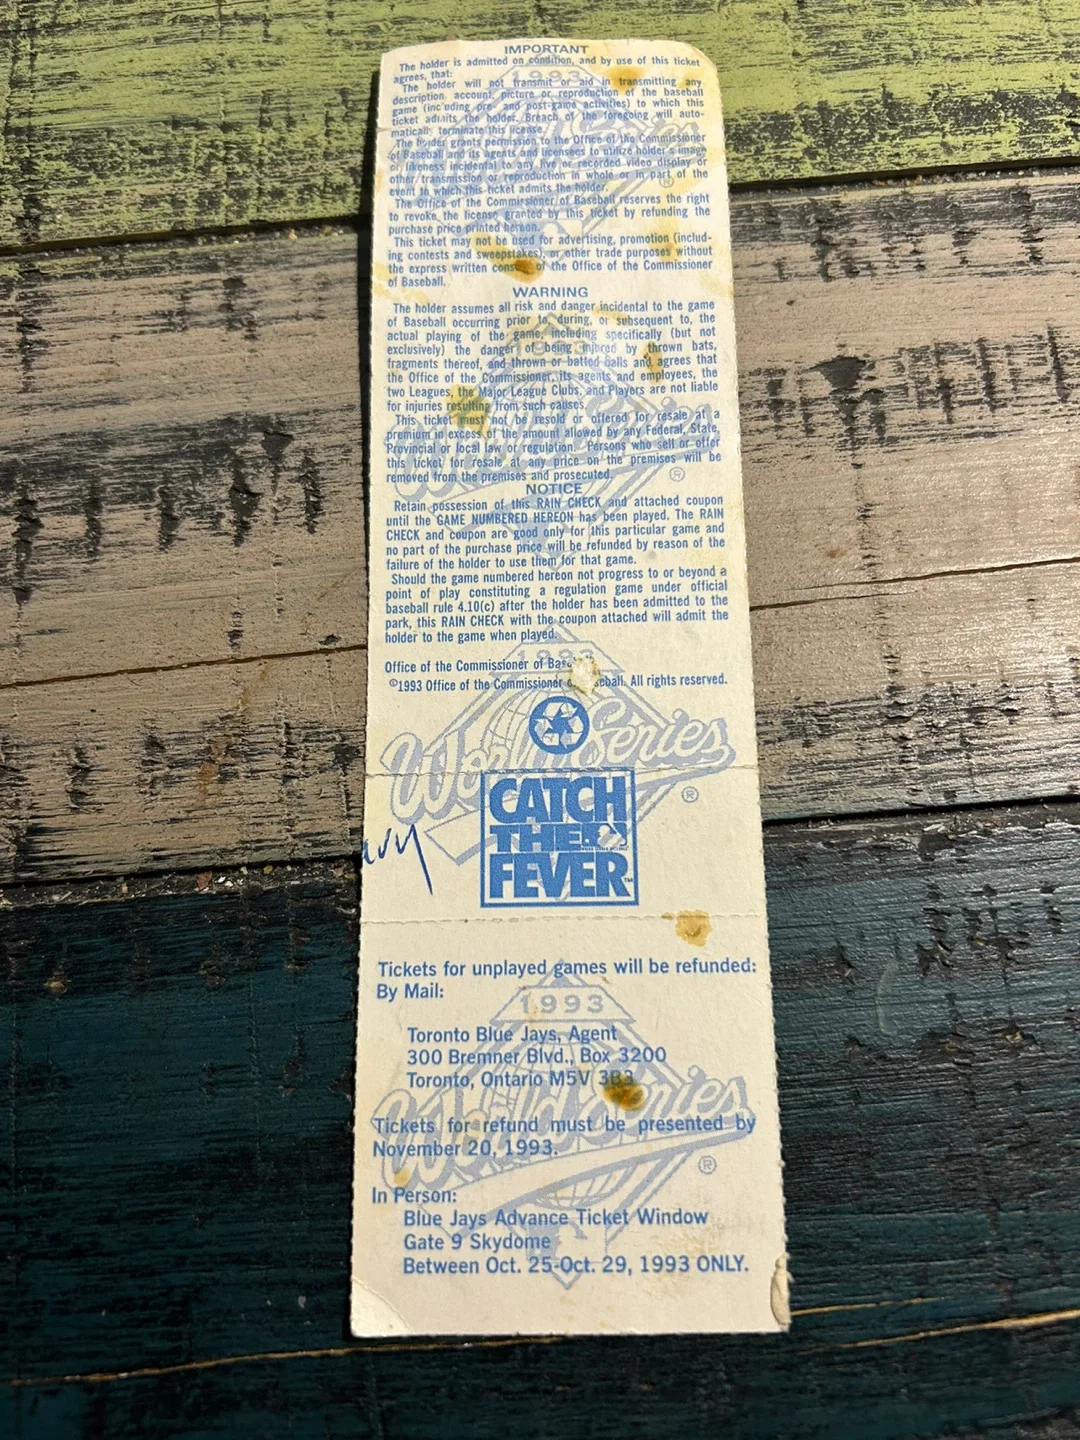 IMPORTANT
The holder is admitted on condition, and by use of this ticket
agrees, that:
The holder will not transmit or aid in transmitting any
description, account, picture or reproduction of the baseball
game (including pre- and post-game activities) to which this
ticket admits the holder. Breach of the foregoing will auto-
matically terminate this license.
The holder grants permission to the Office of the Commissioner
of Baseball and its agents and licensees to utilize holder's image
or likeness incidental to any live or recorded video display or
other transmission or reproduction in whole or in part of the
event to which this ticket admits the holder.
The Office of the Commissioner of Baseball reserves the right
to revoke the license granted by this ticket by refunding the
purchase price printed hereon.
This ticket may not be used for advertising, promotion (includ-
ing contests and sweepstakes), or other trade purposes without
the express written of the Office of the Commissioner
of Baseball.
WARNING
The holder assumes all risk and danger incidental to the game
of Baseball occurring prior to, during, or subsequent to, the
actual playing of the game, including specifically (but not
exclusively) the danger of being injured by thrown bats,
fragments thereof, and thrown or batted balls and agrees that
the Office of the Commissioner, its agents and employees, the
two Leagues, the Major League Clubs, and Players are not liable
for injuries resulting from such causes.
This ticket must not be resold or offered for resale at a
premium in excess of the amount allowed by any Federal, State,
Provincial or local law or regulation. Persons who sell or offer
this ticket for resale at any price on the premises will be
removed from the premises and prosecuted.
NOTICE
Retain possession of this RAIN CHECK and attached coupon
until the GAME NUMBERED HEREON has been played. The RAIN
CHECK and coupon are good only for this particular game and
no part of the purchase price will be refunded by reason of the
failure of the holder to use them for that game.
Should the game numbered hereon not progress to or beyond a
point of play constituting a regulation game under official
baseball rule 4.10(c) after the holder has been admitted to the
park, this RAIN CHECK with the coupon attached will admit the
holder to the game when played.
1993
Office of the Commissioner of
©1993 Office of the Commissioner of Baseball. All rights reserved.
World Series ®
CATCH
THE
FEVER™
Tickets for unplayed games will be refunded:
By Mail:
1993
Toronto Blue Jays, Agent
300 Bremner Blvd., Box 3200
Toronto, Ontario M5V 3B3
World Series ®
Tickets for refund must be presented by
November 20, 1993.
In Person:
Blue Jays Advance Ticket Window
Gate 9 Skydome
Between Oct. 25-Oct. 29, 1993 ONLY.